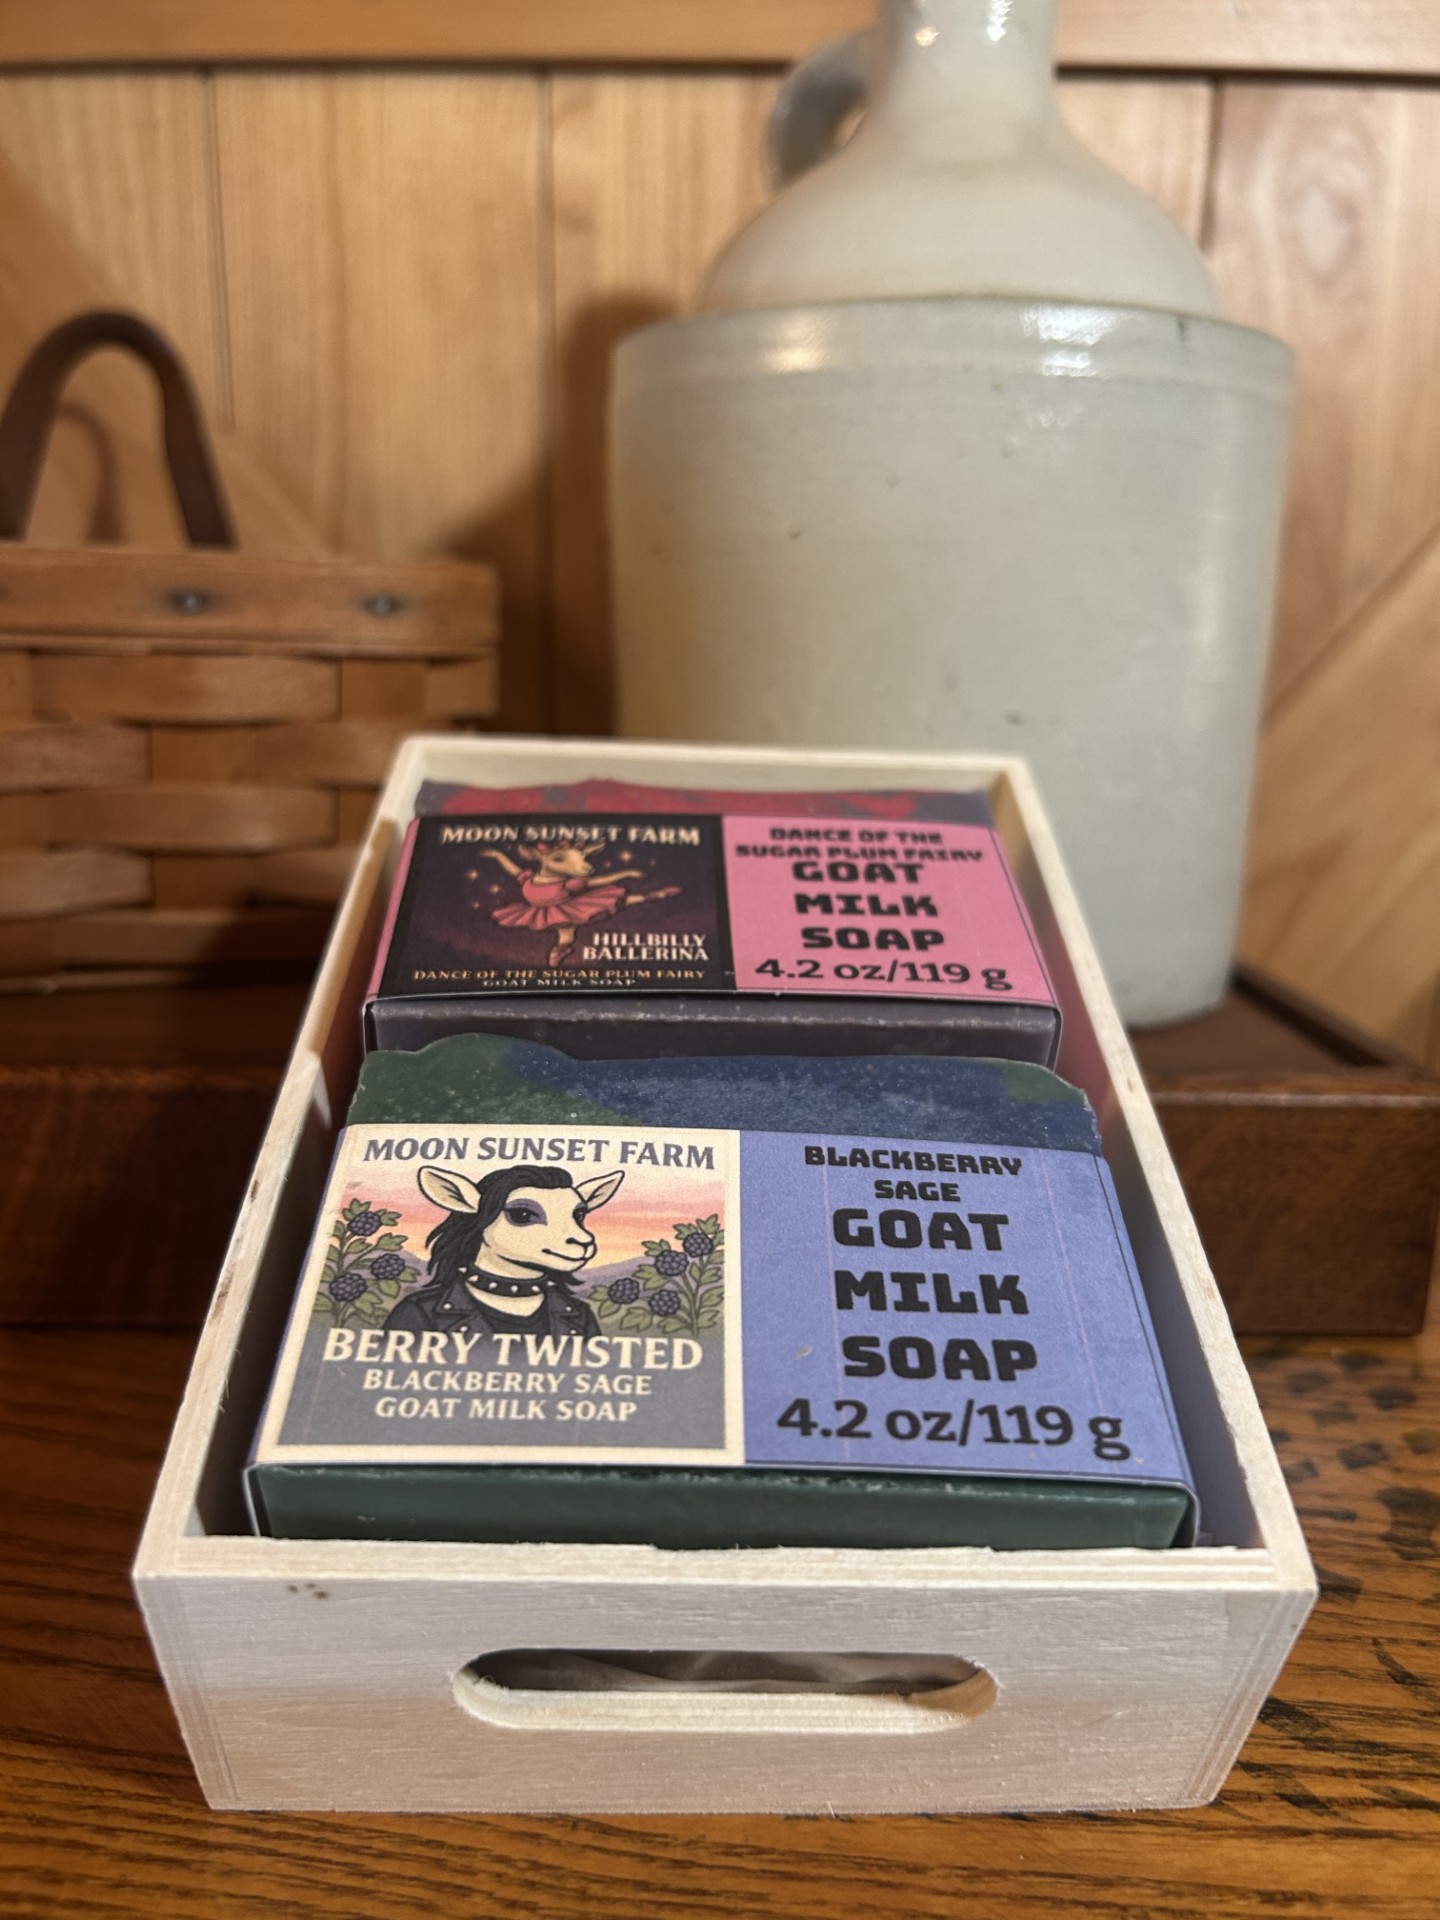 MOON SUNSET FARM
HILLBILLY
BALLERINA
DANCE OF THE SUGAR PLUM FAIRY
GOAT MILK SOAP
DANCE OF THE
SUGAR PLUM FAIRY
GOAT
MILK
SOAP
4.2 oz/119 g
MOON SUNSET FARM
BERRY TWISTED
BLACKBERRY SAGE
GOAT MILK SOAP
BLACKBERRY
SAGE
GOAT
MILK
SOAP
4.2 oz/119 g